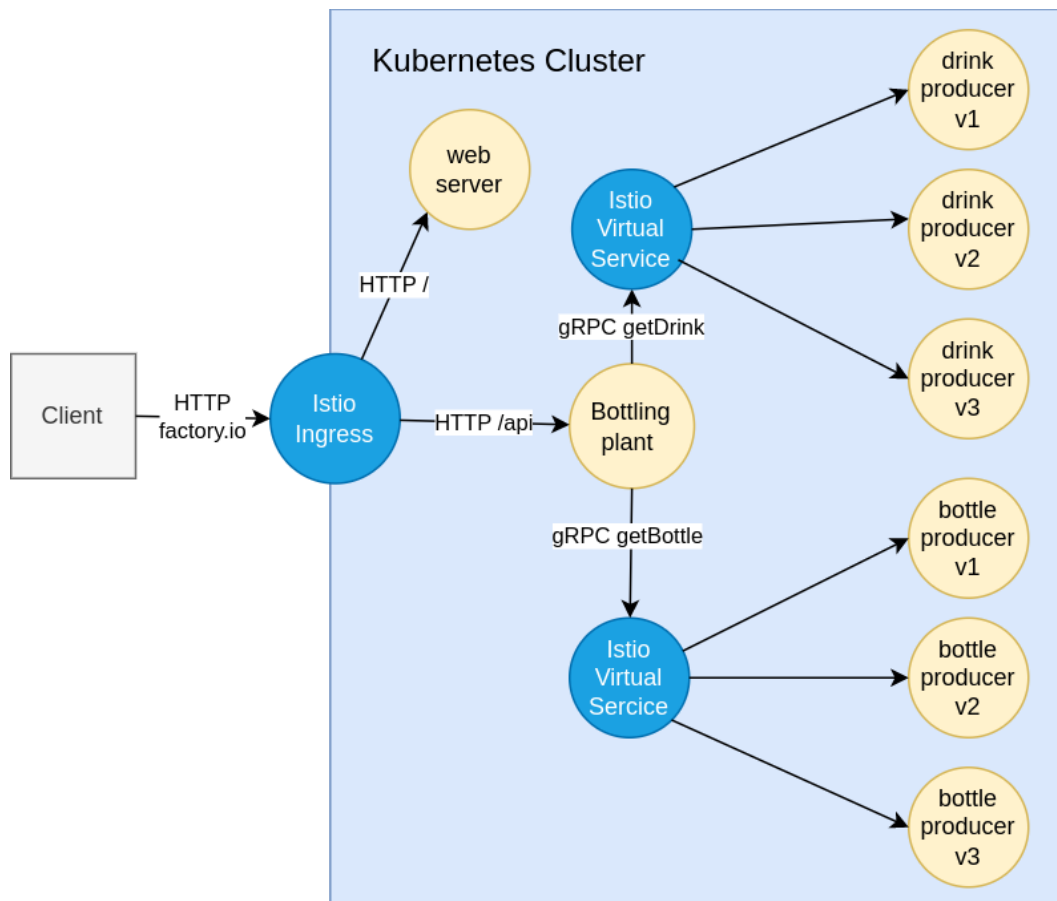 Kubernetes Cluster
drink
producer
v1
web
server
Istio
Virtual
Service
drink
producer
v2
HTTP /
gRPC getDrink
drink
producer
v3
Client
HTTP
factory.io
Istio
Ingress
HTTP /api
Bottling
plant
gRPC getBottle
bottle
producer
v1
Istio
Virtual
Sercice
bottle
producer
v2
bottle
producer
v3